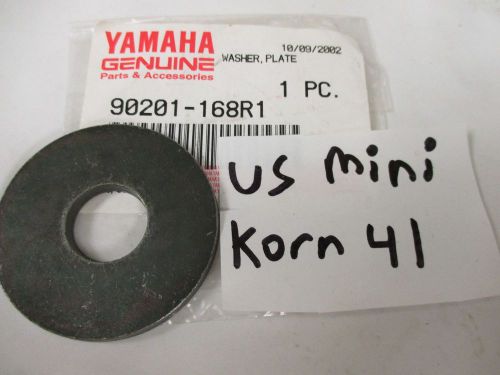 YAMAHA
GENUINE
Parts & Accessories
10/09/2002
WASHER, PLATE
1 PC.
90201-168R1
US mini
Korn 41